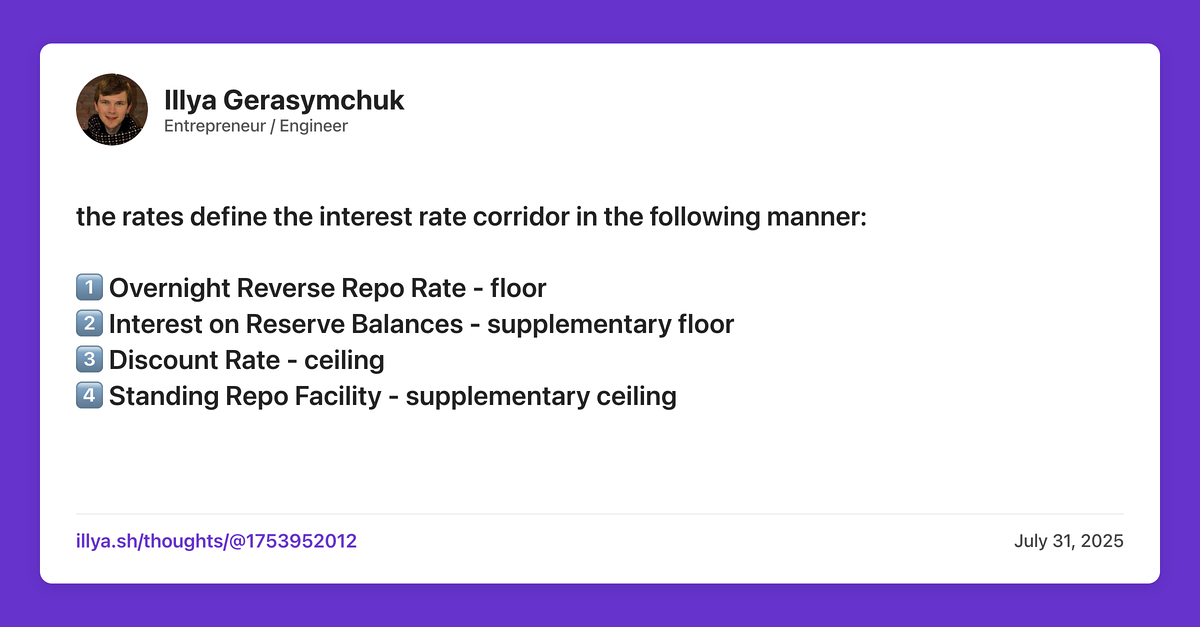 Illya Gerasymchuk
Entrepreneur / Engineer
the rates define the interest rate corridor in the following manner:
1️⃣ Overnight Reverse Repo Rate - floor
2️⃣ Interest on Reserve Balances - supplementary floor
3️⃣ Discount Rate - ceiling
4️⃣ Standing Repo Facility - supplementary ceiling
illya.sh/thoughts/@1753952012
July 31, 2025